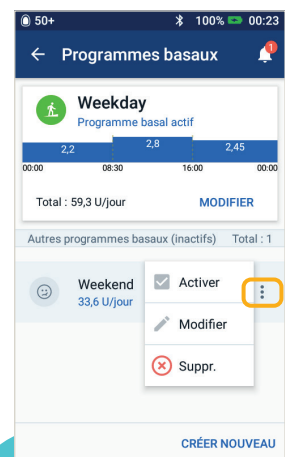 50+ 100% 00:23
Programmes basaux 1
Weekday
Programme basal actif
2,2 2,8 2,45
00:00 08:30 16:00 00:00
Total : 59,3 U/jour MODIFIER
Autres programmes basaux (inactifs) Total : 1
Weekend
33,6 U/jour
Activer
Modifier
Suppr.
CRÉER NOUVEAU